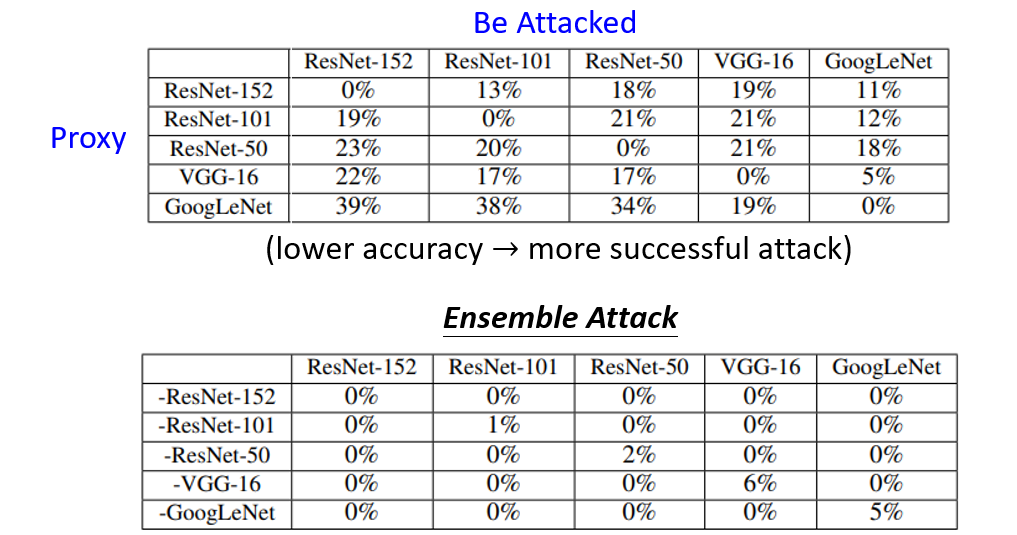 Be Attacked
ResNet-152 ResNet-101 ResNet-50 VGG-16 GoogLeNet
ResNet-152 0% 13% 18% 19% 11%
ResNet-101 19% 0% 21% 21% 12%
Proxy
ResNet-50 23% 20% 0% 21% 18%
VGG-16 22% 17% 17% 0% 5%
GoogLeNet 39% 38% 34% 19% 0%
(lower accuracy → more successful attack)
Ensemble Attack
ResNet-152 ResNet-101 ResNet-50 VGG-16 GoogLeNet
-ResNet-152 0% 0% 0% 0% 0%
-ResNet-101 0% 1% 0% 0% 0%
-ResNet-50 0% 0% 2% 0% 0%
-VGG-16 0% 0% 0% 6% 0%
-GoogLeNet 0% 0% 0% 0% 5%